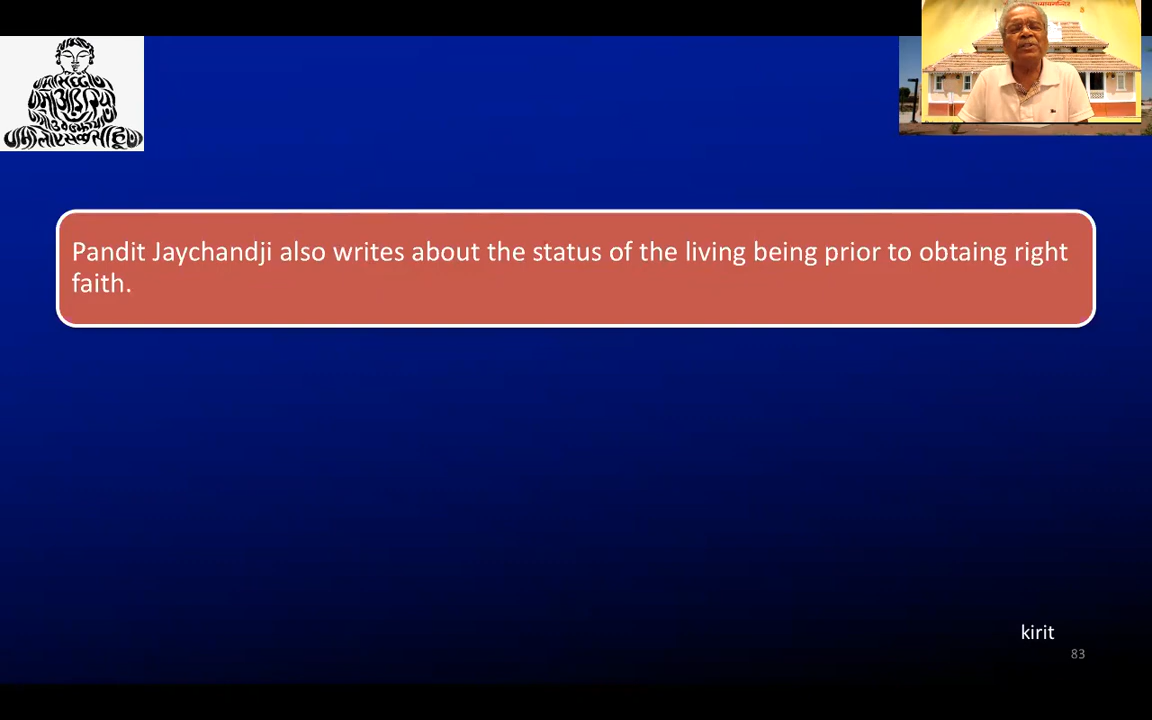 Pandit Jaychandji also writes about the status of the living being prior to obtaing right
faith.
kirit
83